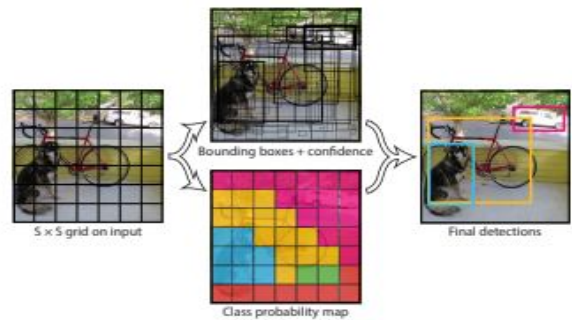 Bounding boxes + confidence
S × S grid on input
Final detections
Class probability map